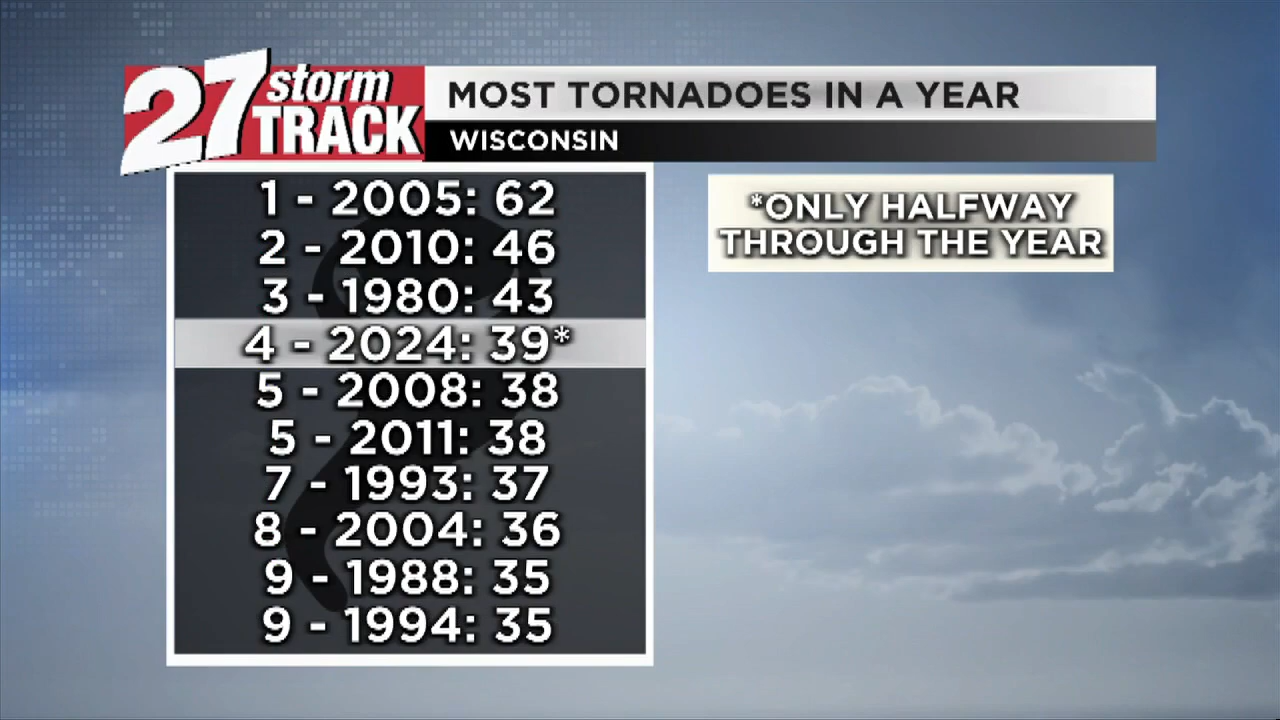 27 storm TRACK
MOST TORNADOES IN A YEAR
WISCONSIN
1 - 2005: 62
2 - 2010: 46
3 - 1980: 43
4 - 2024: 39*
5 - 2008: 38
5 - 2011: 38
7 - 1993: 37
8 - 2004: 36
9 - 1988: 35
9 - 1994: 35
*ONLY HALFWAY
THROUGH THE YEAR